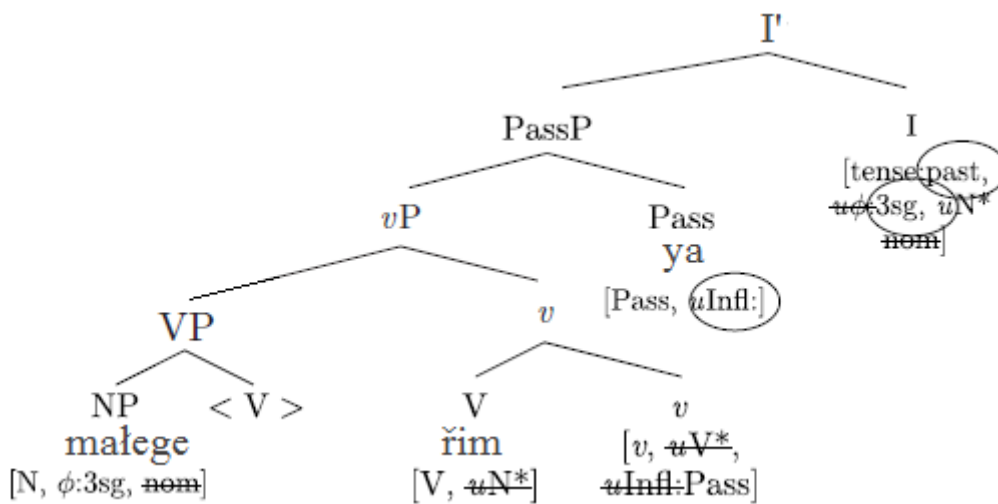 I'
PassP I
[tense:past,
uϕ:3sg, uN*
nom]
vP Pass
ya
[Pass, uInfl:]
VP v
NP < V > V v
małege řim [v, uV*,
[N, ϕ:3sg, nom] [V, uN*] uInfl:Pass]